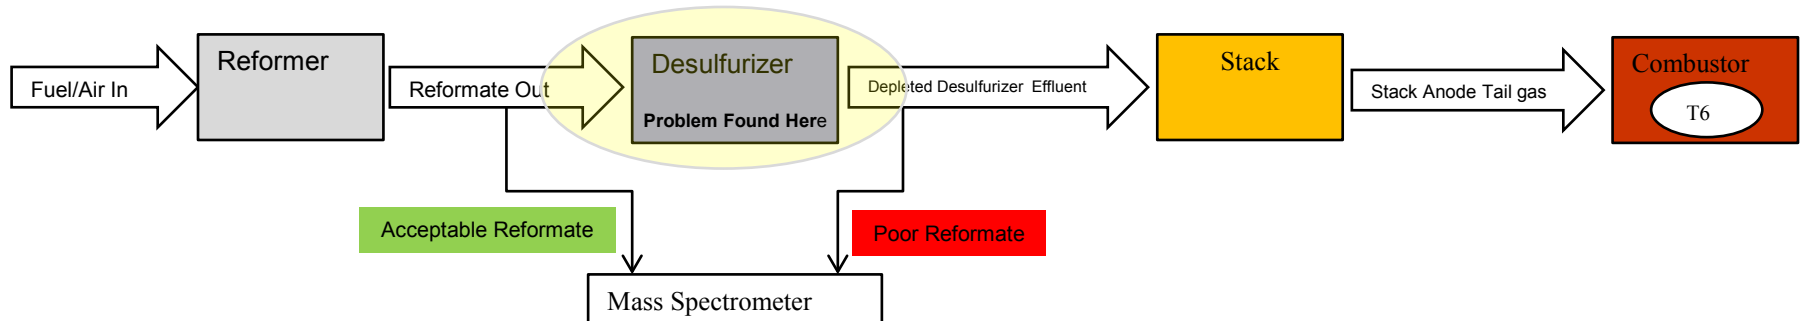 Fuel/Air In
Reformer
Reformate Out
Desulfurizer
Problem Found Here
Depleted Desulfurizer Effluent
Stack
Stack Anode Tail gas
Combustor
T6
Acceptable Reformate
Poor Reformate
Mass Spectrometer